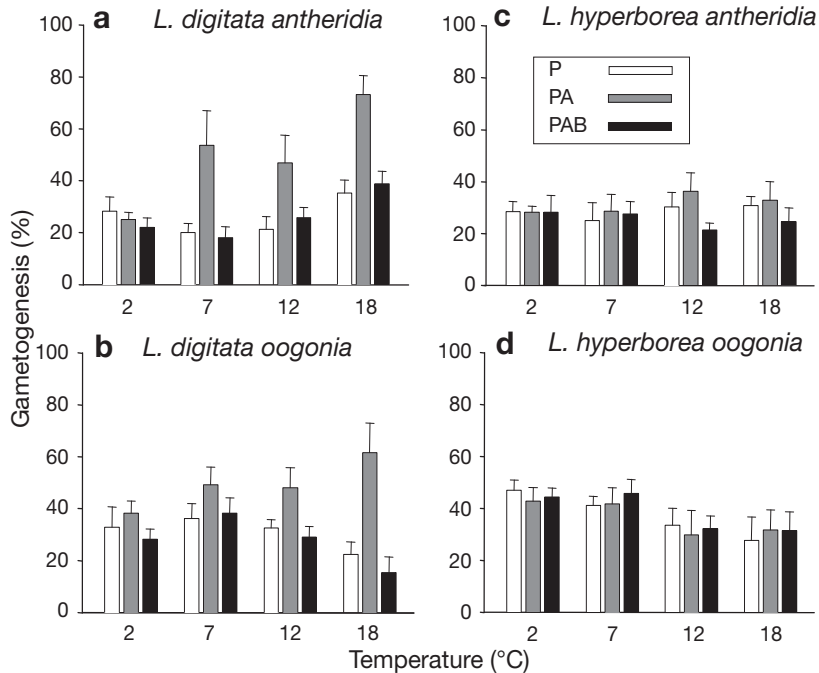 a L. digitata antheridia
100
80
60
40
20
0
2 7 12 18
c L. hyperborea antheridia
P
PA
PAB
100
80
60
40
20
0
2 7 12 18
b L. digitata oogonia
100
80
60
40
20
0
2 7 12 18
d L. hyperborea oogonia
100
80
60
40
20
0
2 7 12 18
Gametogenesis (%)
Temperature (°C)